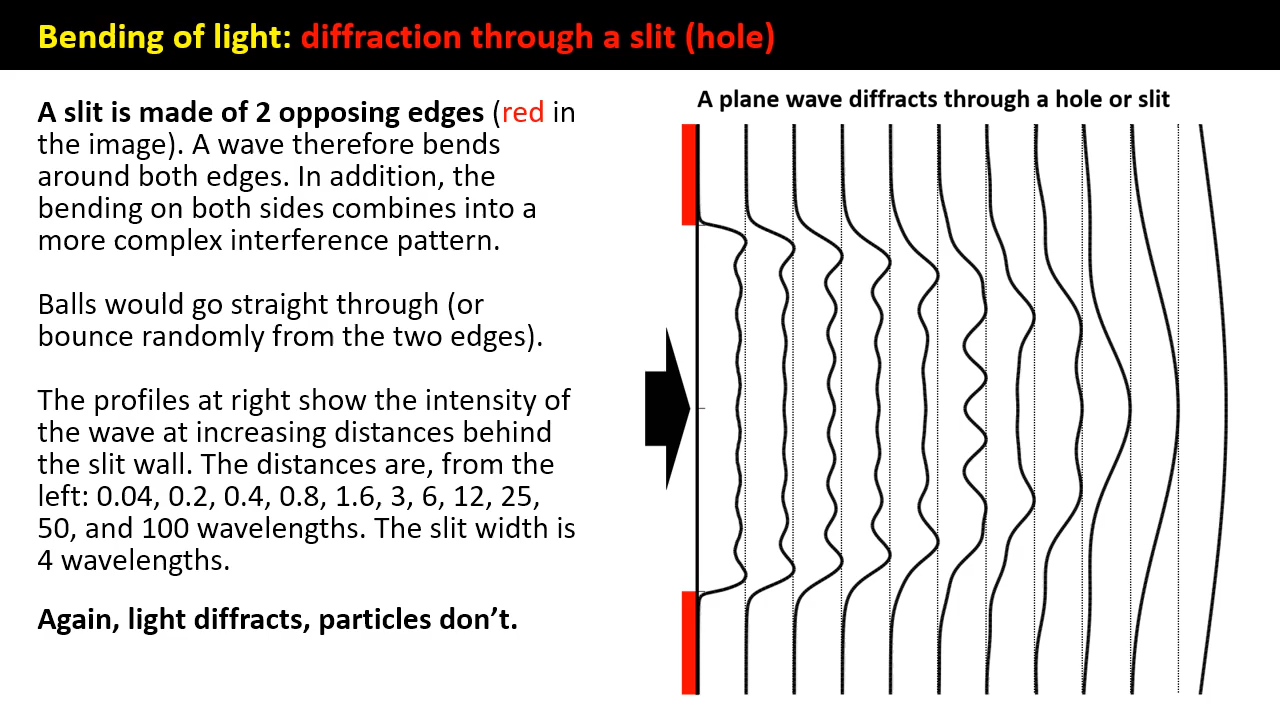 Bending of light: diffraction through a slit (hole)
A slit is made of 2 opposing edges (red in
the image). A wave therefore bends
around both edges. In addition, the
bending on both sides combines into a
more complex interference pattern.
Balls would go straight through (or
bounce randomly from the two edges).
The profiles at right show the intensity of
the wave at increasing distances behind
the slit wall. The distances are, from the
left: 0.04, 0.2, 0.4, 0.8, 1.6, 3, 6, 12, 25,
50, and 100 wavelengths. The slit width is
4 wavelengths.
Again, light diffracts, particles don’t.
A plane wave diffracts through a hole or slit